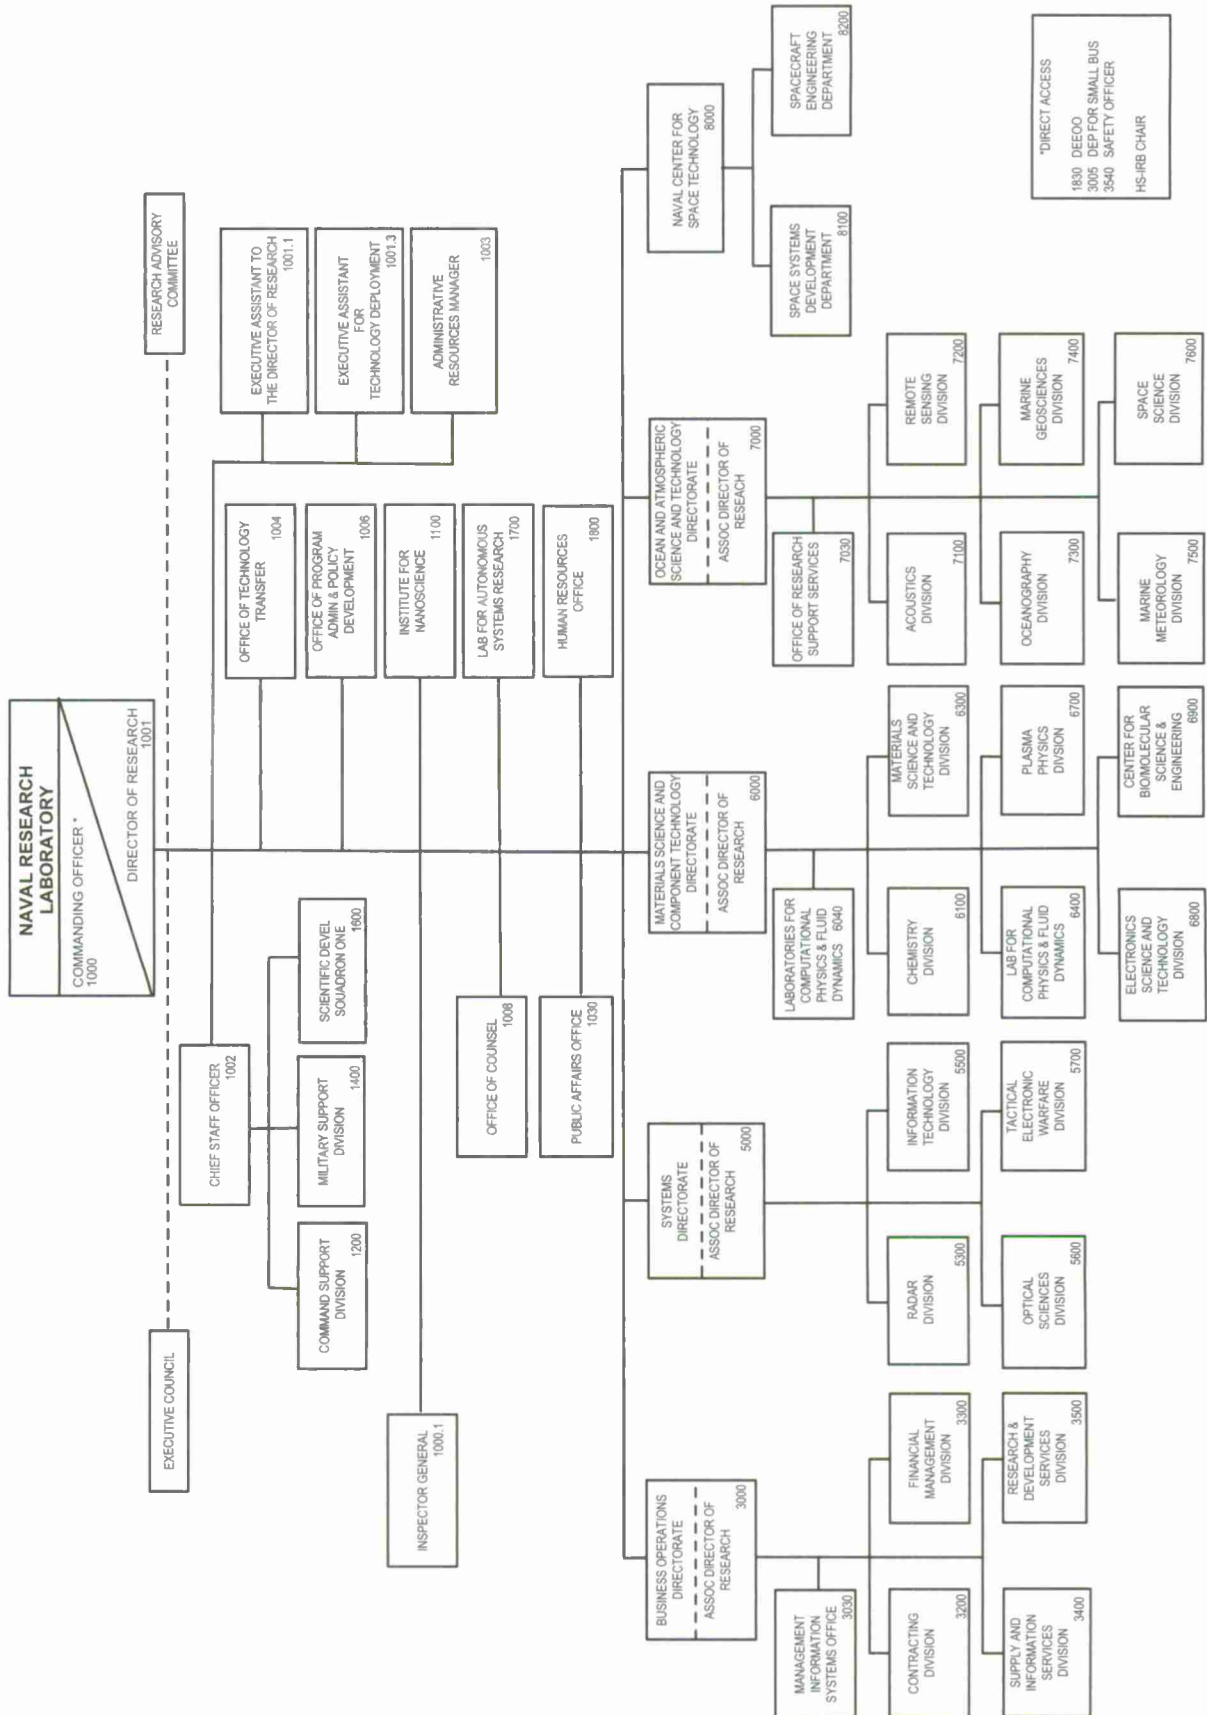 NAVAL RESEARCH
LABORATORY
COMMANDING OFFICER *
1000
DIRECTOR OF RESEARCH
1001
EXECUTIVE COUNCIL
RESEARCH ADVISORY
COMMITTEE
CHIEF STAFF OFFICER
1002
COMMAND SUPPORT
DIVISION
1200
MILITARY SUPPORT
DIVISION
1400
SCIENTIFIC DEVEL
SQUADRON ONE
1600
EXECUTIVE ASSISTANT TO
THE DIRECTOR OF RESEARCH
1001.1
EXECUTIVE ASSISTANT
FOR
TECHNOLOGY DEPLOYMENT
1001.3
ADMINISTRATIVE
RESOURCES MANAGER
1003
OFFICE OF TECHNOLOGY
TRANSFER
1004
OFFICE OF PROGRAM
ADMIN & POLICY
DEVELOPMENT
1006
INSPECTOR GENERAL
1000.1
INSTITUTE FOR
NANOSCIENCE
1100
OFFICE OF COUNSEL
1008
LAB FOR AUTONOMOUS
SYSTEMS RESEARCH
1700
PUBLIC AFFAIRS OFFICE
1030
HUMAN RESOURCES
OFFICE
1800
BUSINESS OPERATIONS
DIRECTORATE
ASSOC DIRECTOR OF
RESEARCH
3000
MANAGEMENT
INFORMATION
SYSTEMS OFFICE
3030
CONTRACTING
DIVISION
3200
FINANCIAL
MANAGEMENT
DIVISION
3300
SUPPLY AND
INFORMATION
SERVICES
DIVISION
3400
RESEARCH &
DEVELOPMENT
SERVICES
DIVISION
3500
SYSTEMS
DIRECTORATE
ASSOC DIRECTOR OF
RESEARCH
5000
RADAR
DIVISION
5300
INFORMATION
TECHNOLOGY
DIVISION
5500
OPTICAL
SCIENCES
DIVISION
5600
TACTICAL
ELECTRONIC
WARFARE
DIVISION
5700
MATERIALS SCIENCE AND
COMPONENT TECHNOLOGY
DIRECTORATE
ASSOC DIRECTOR OF
RESEARCH
6000
LABORATORIES FOR
COMPUTATIONAL
PHYSICS & FLUID
DYNAMICS 6040
CHEMISTRY
DIVISION
6100
MATERIALS
SCIENCE AND
TECHNOLOGY
DIVISION
6300
LAB FOR
COMPUTATIONAL
PHYSICS & FLUID
DYNAMICS
6400
PLASMA
PHYSICS
DIVSION
6700
ELECTRONICS
SCIENCE AND
TECHNOLOGY
DIVISION
6800
CENTER FOR
BIO/MOLECULAR
SCIENCE &
ENGINEERING
6900
OCEAN AND ATMOSPHERIC
SCIENCE AND TECHNOLOGY
DIRECTORATE
ASSOC DIRECTOR OF
RESEACH
7000
OFFICE OF RESEARCH
SUPPORT SERVICES
7030
ACOUSTICS
DIVISION
7100
REMOTE
SENSING
DIVISION
7200
OCEANOGRAPHY
DIVISION
7300
MARINE
GEOSCIENCES
DIVISION
7400
MARINE
METEOROLOGY
DIVISION
7500
SPACE
SCIENCE
DIVISION
7600
NAVAL CENTER FOR
SPACE TECHNOLOGY
8000
SPACE SYSTEMS
DEVELOPMENT
DEPARTMENT
8100
SPACECRAFT
ENGINEERING
DEPARTMENT
8200
*DIRECT ACCESS
1830 DEEOO
3005 DEP FOR SMALL BUS
3540 SAFETY OFFICER
HS-IRB CHAIR